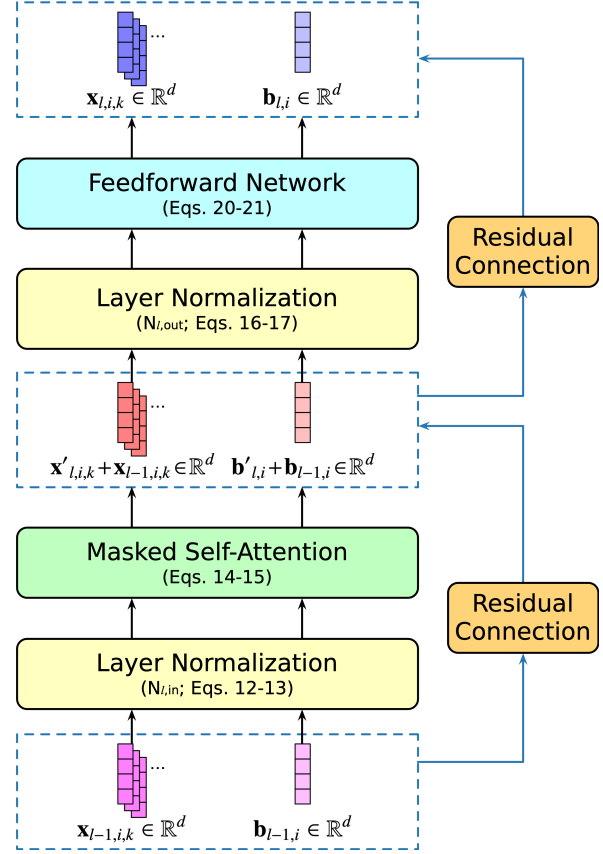 ...
x_{l,i,k} ∈ ℝ^d b_{l,i} ∈ ℝ^d
Feedforward Network
(Eqs. 20-21)
Residual
Connection
Layer Normalization
(N_{l,out}; Eqs. 16-17)
...
x′_{l,i,k}+x_{l−1,i,k}∈ℝ^d b′_{l,i}+b_{l−1,i}∈ℝ^d
Masked Self-Attention
(Eqs. 14-15)
Residual
Connection
Layer Normalization
(N_{l,in}; Eqs. 12-13)
...
x_{l−1,i,k} ∈ ℝ^d b_{l−1,i} ∈ ℝ^d